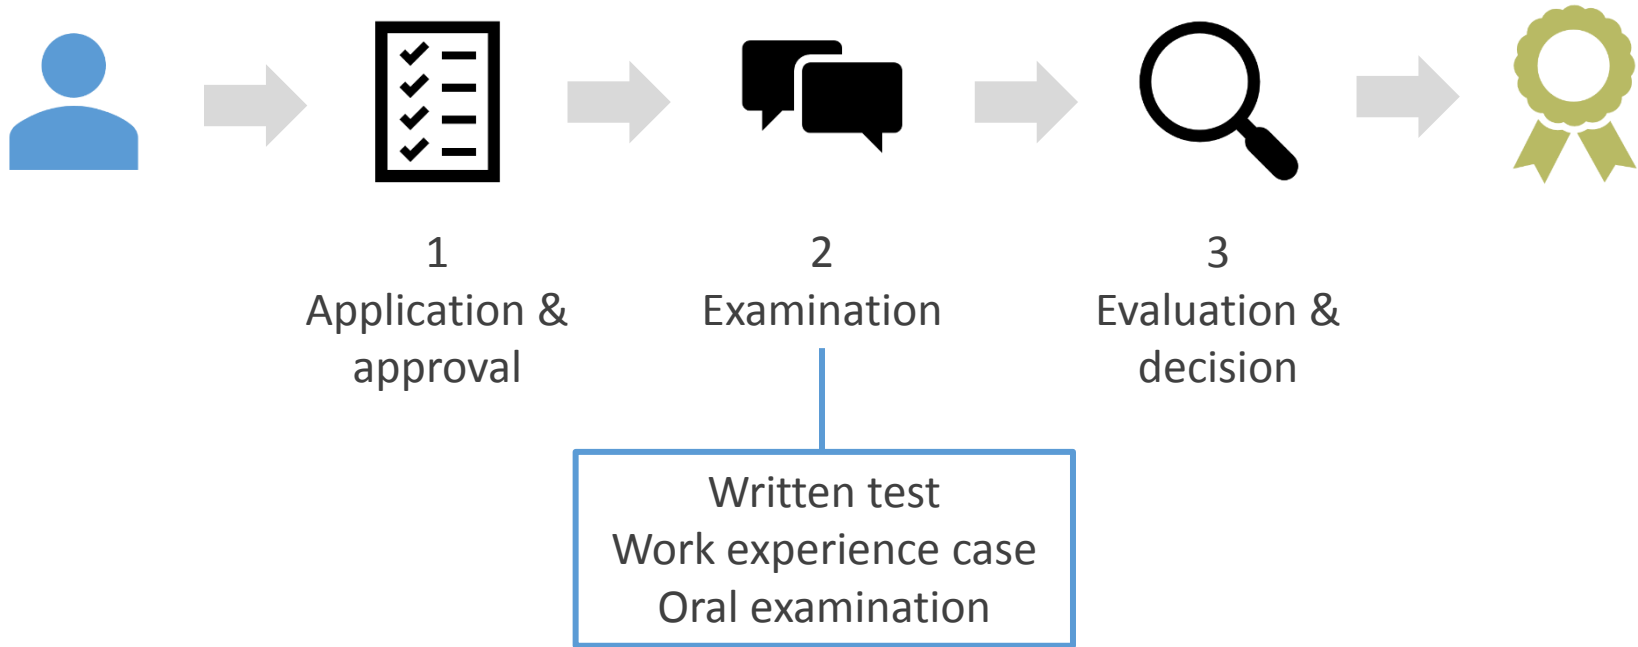 1
Application &
approval
2
Examination
3
Evaluation &
decision
Written test
Work experience case
Oral examination